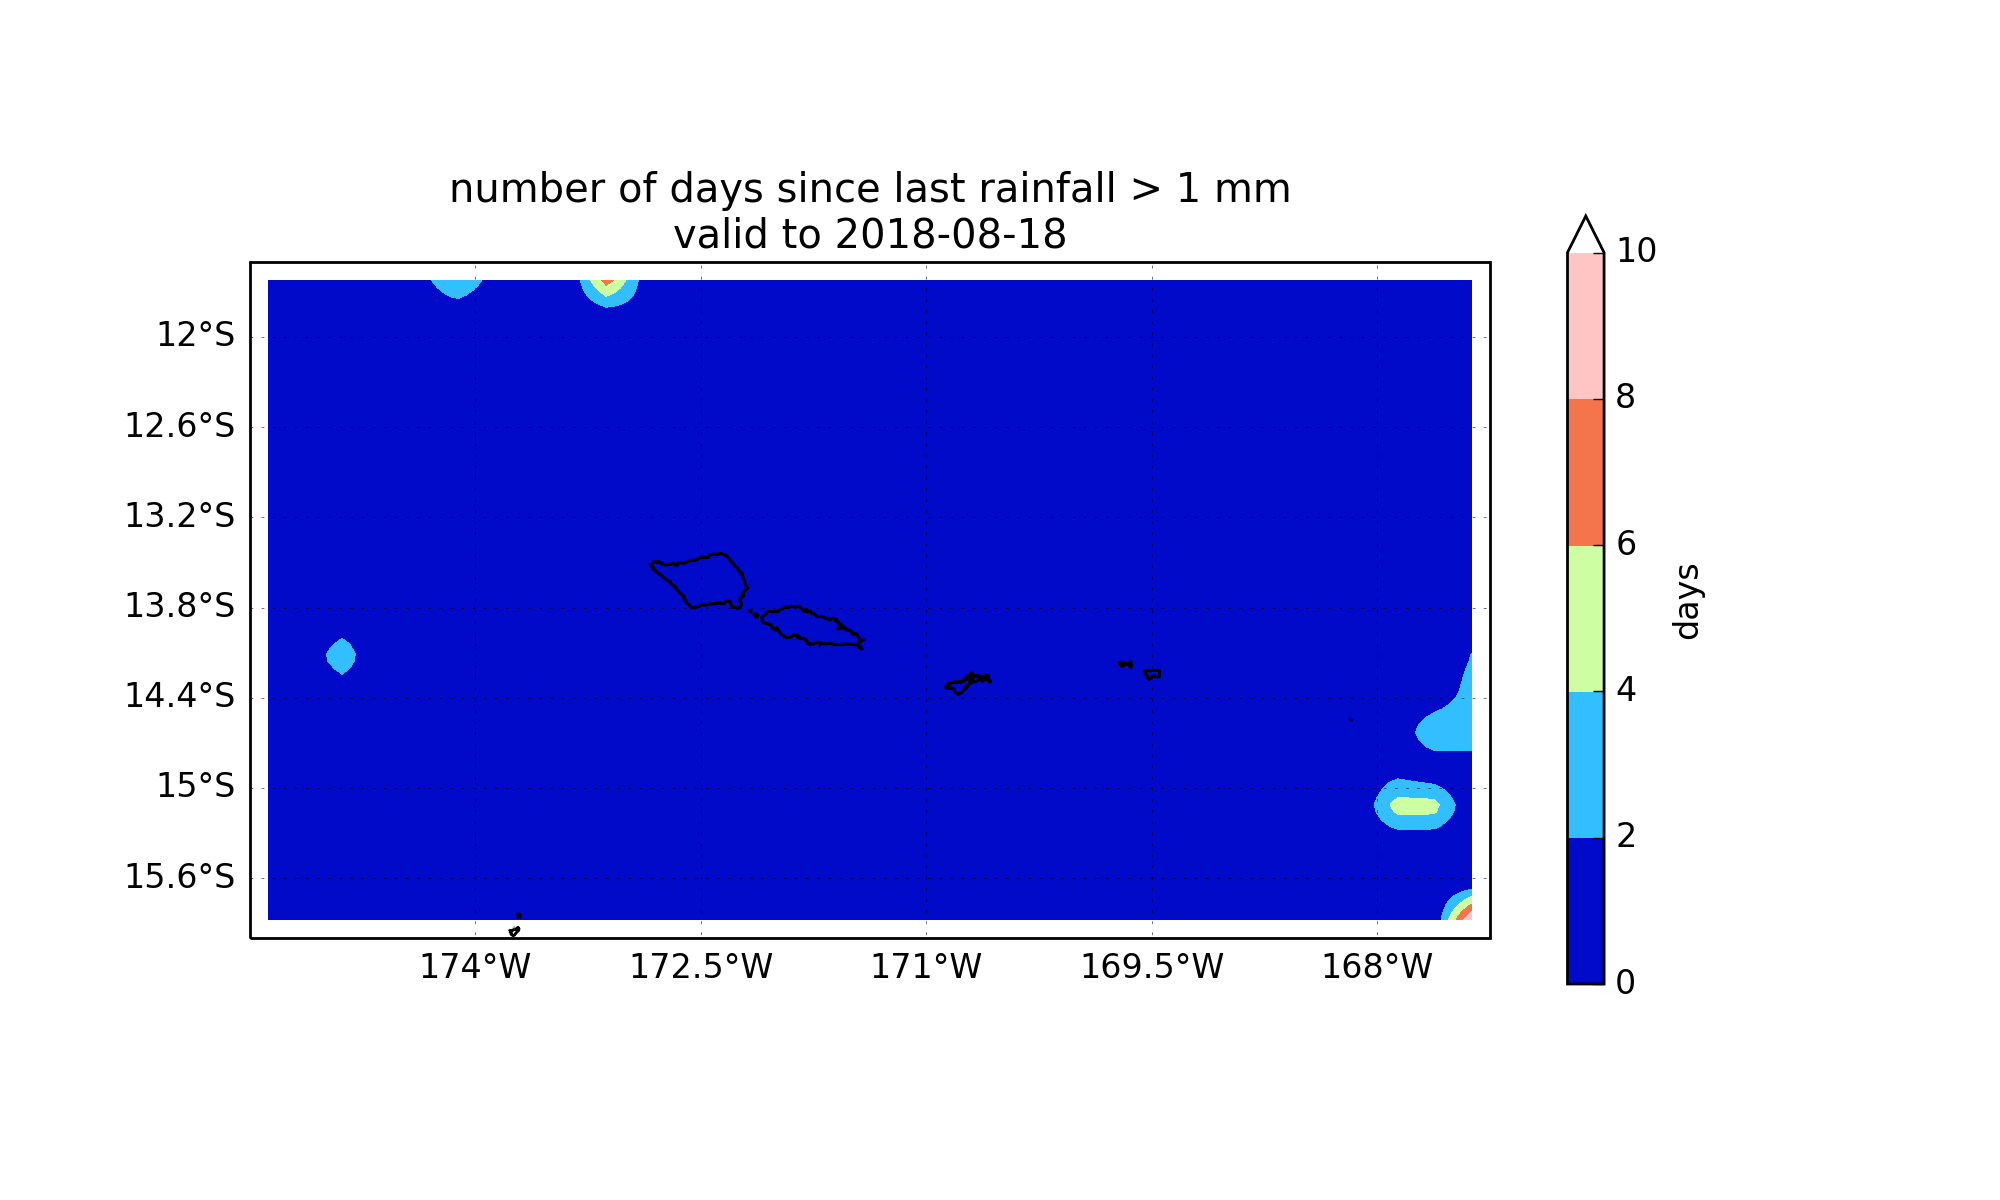 number of days since last rainfall > 1 mm
valid to 2018-08-18
12°S
12.6°S
13.2°S
13.8°S
14.4°S
15°S
15.6°S
174°W
172.5°W
171°W
169.5°W
168°W
10
8
6
4
2
0
days